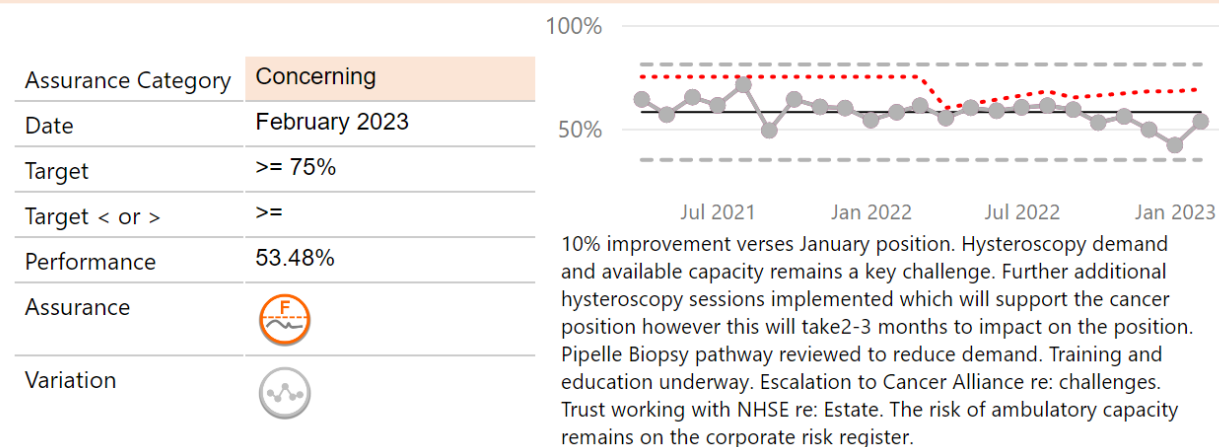 Assurance Category Concerning
Date February 2023
Target >= 75%
Target < or > >=
Performance 53.48%
Assurance F
Variation
100%
50%
Jul 2021 Jan 2022 Jul 2022 Jan 2023
10% improvement verses January position. Hysteroscopy demand
and available capacity remains a key challenge. Further additional
hysteroscopy sessions implemented which will support the cancer
position however this will take2-3 months to impact on the position.
Pipelle Biopsy pathway reviewed to reduce demand. Training and
education underway. Escalation to Cancer Alliance re: challenges.
Trust working with NHSE re: Estate. The risk of ambulatory capacity
remains on the corporate risk register.